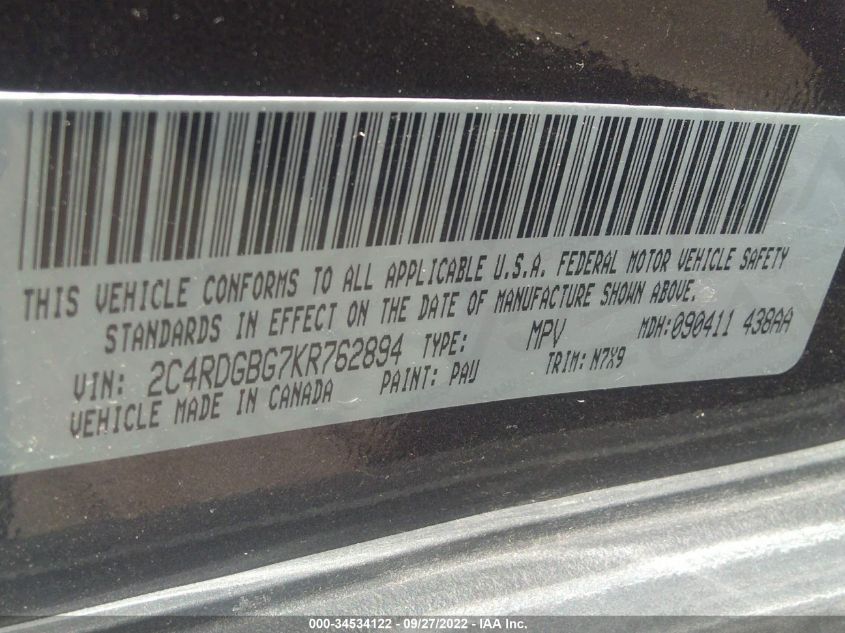 THIS VEHICLE CONFORMS TO ALL APPLICABLE U.S.A. FEDERAL MOTOR VEHICLE SAFETY
STANDARDS IN EFFECT ON THE DATE OF MANUFACTURE SHOWN ABOVE.
VIN: 2C4RDGBG7KR762894 TYPE: MPV MDH:090411 438AA
VEHICLE MADE IN CANADA PAINT: PAU TRIM: N7X9
000-34534122 - 09/27/2022 - IAA Inc.